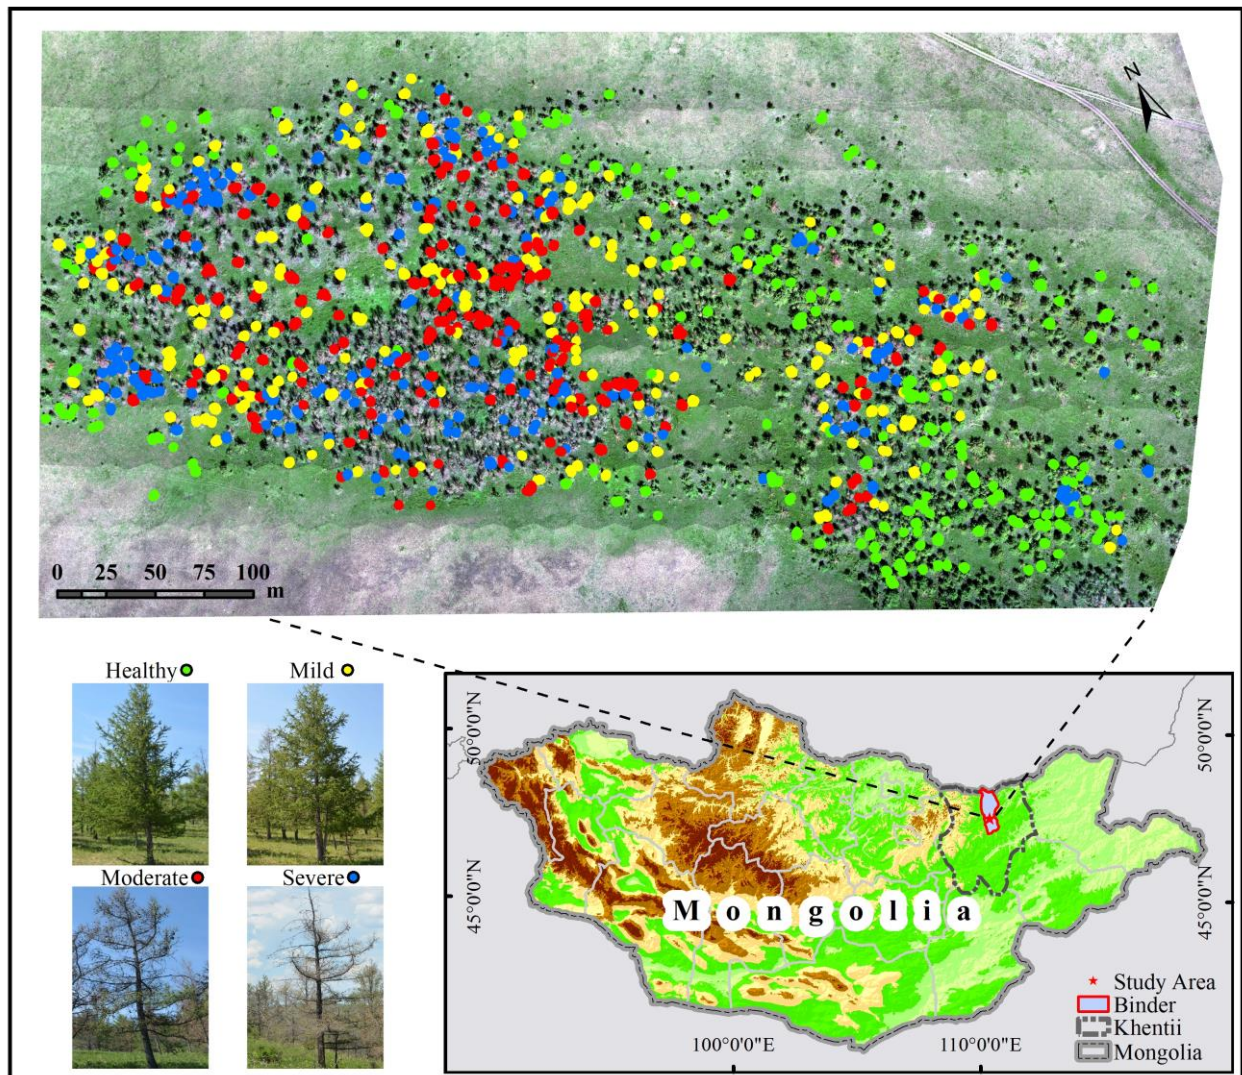 N
0 25 50 75 100
m
Healthy
Mild
Moderate
Severe
50°0'0"N
50°0'0"N
45°0'0"N
45°0'0"N
Mongolia
Study Area
Binder
Khentii
Mongolia
100°0'0"E
110°0'0"E